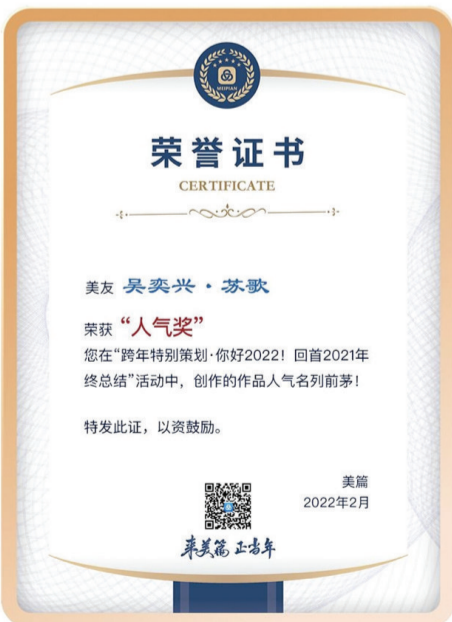 MEIPIAN
荣誉证书
CERTIFICATE
美友 吴奕兴·苏歌
荣获“人气奖”
您在“跨年特别策划·你好2022！回首2021年
终总结”活动中，创作的作品人气名列前茅！
特发此证，以资鼓励。
美篇
2022年2月
来美篇 正当年